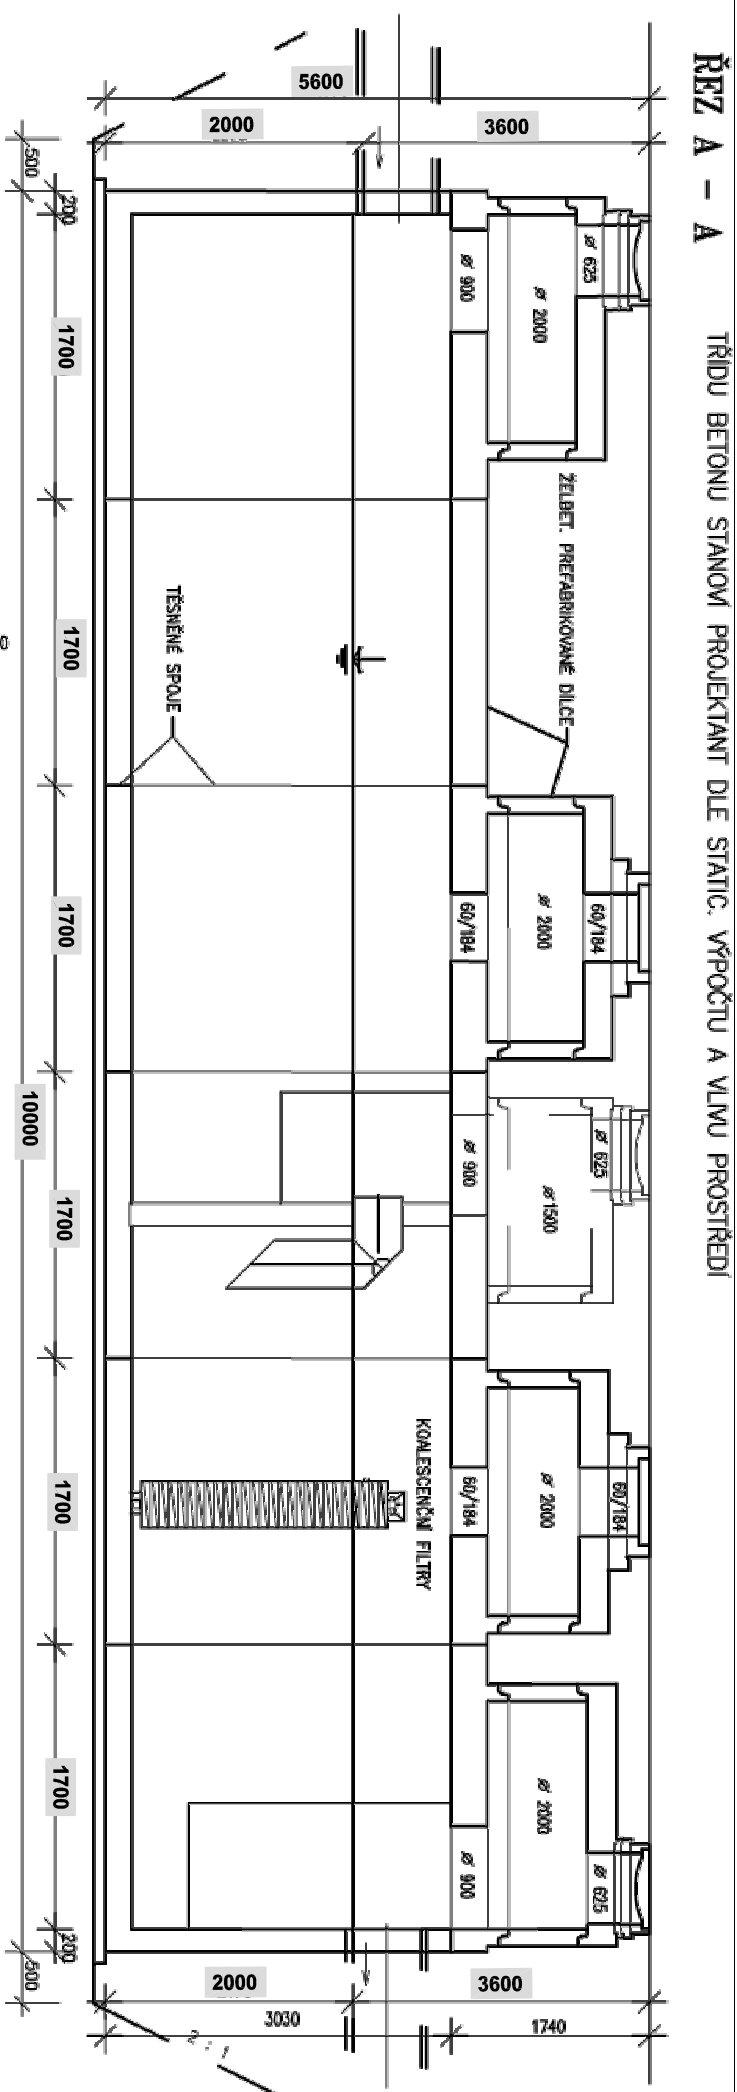 ŘEZ A – A
TŘÍDU BETONU STANOVÍ PROJEKTANT DLE STATIC. VÝPOČTU A VLIVU PROSTŘEDÍ
ø 625
60/184
ø 625
60/184
ø 625
ø 2000
ø 2000
ø 1500
ø 2000
ø 2000
ŽELBET. PREFABRIKOVANÉ DÍLCE
ø 900
60/184
ø 900
60/184
ø 900
KOALESCENČNÍ FILTRY
TĚSNĚNÉ SPOJE
5600
2000
3600
2000
3600
3030
1740
2 : 1
500
200
1700
1700
1700
1700
1700
1700
200
500
10000